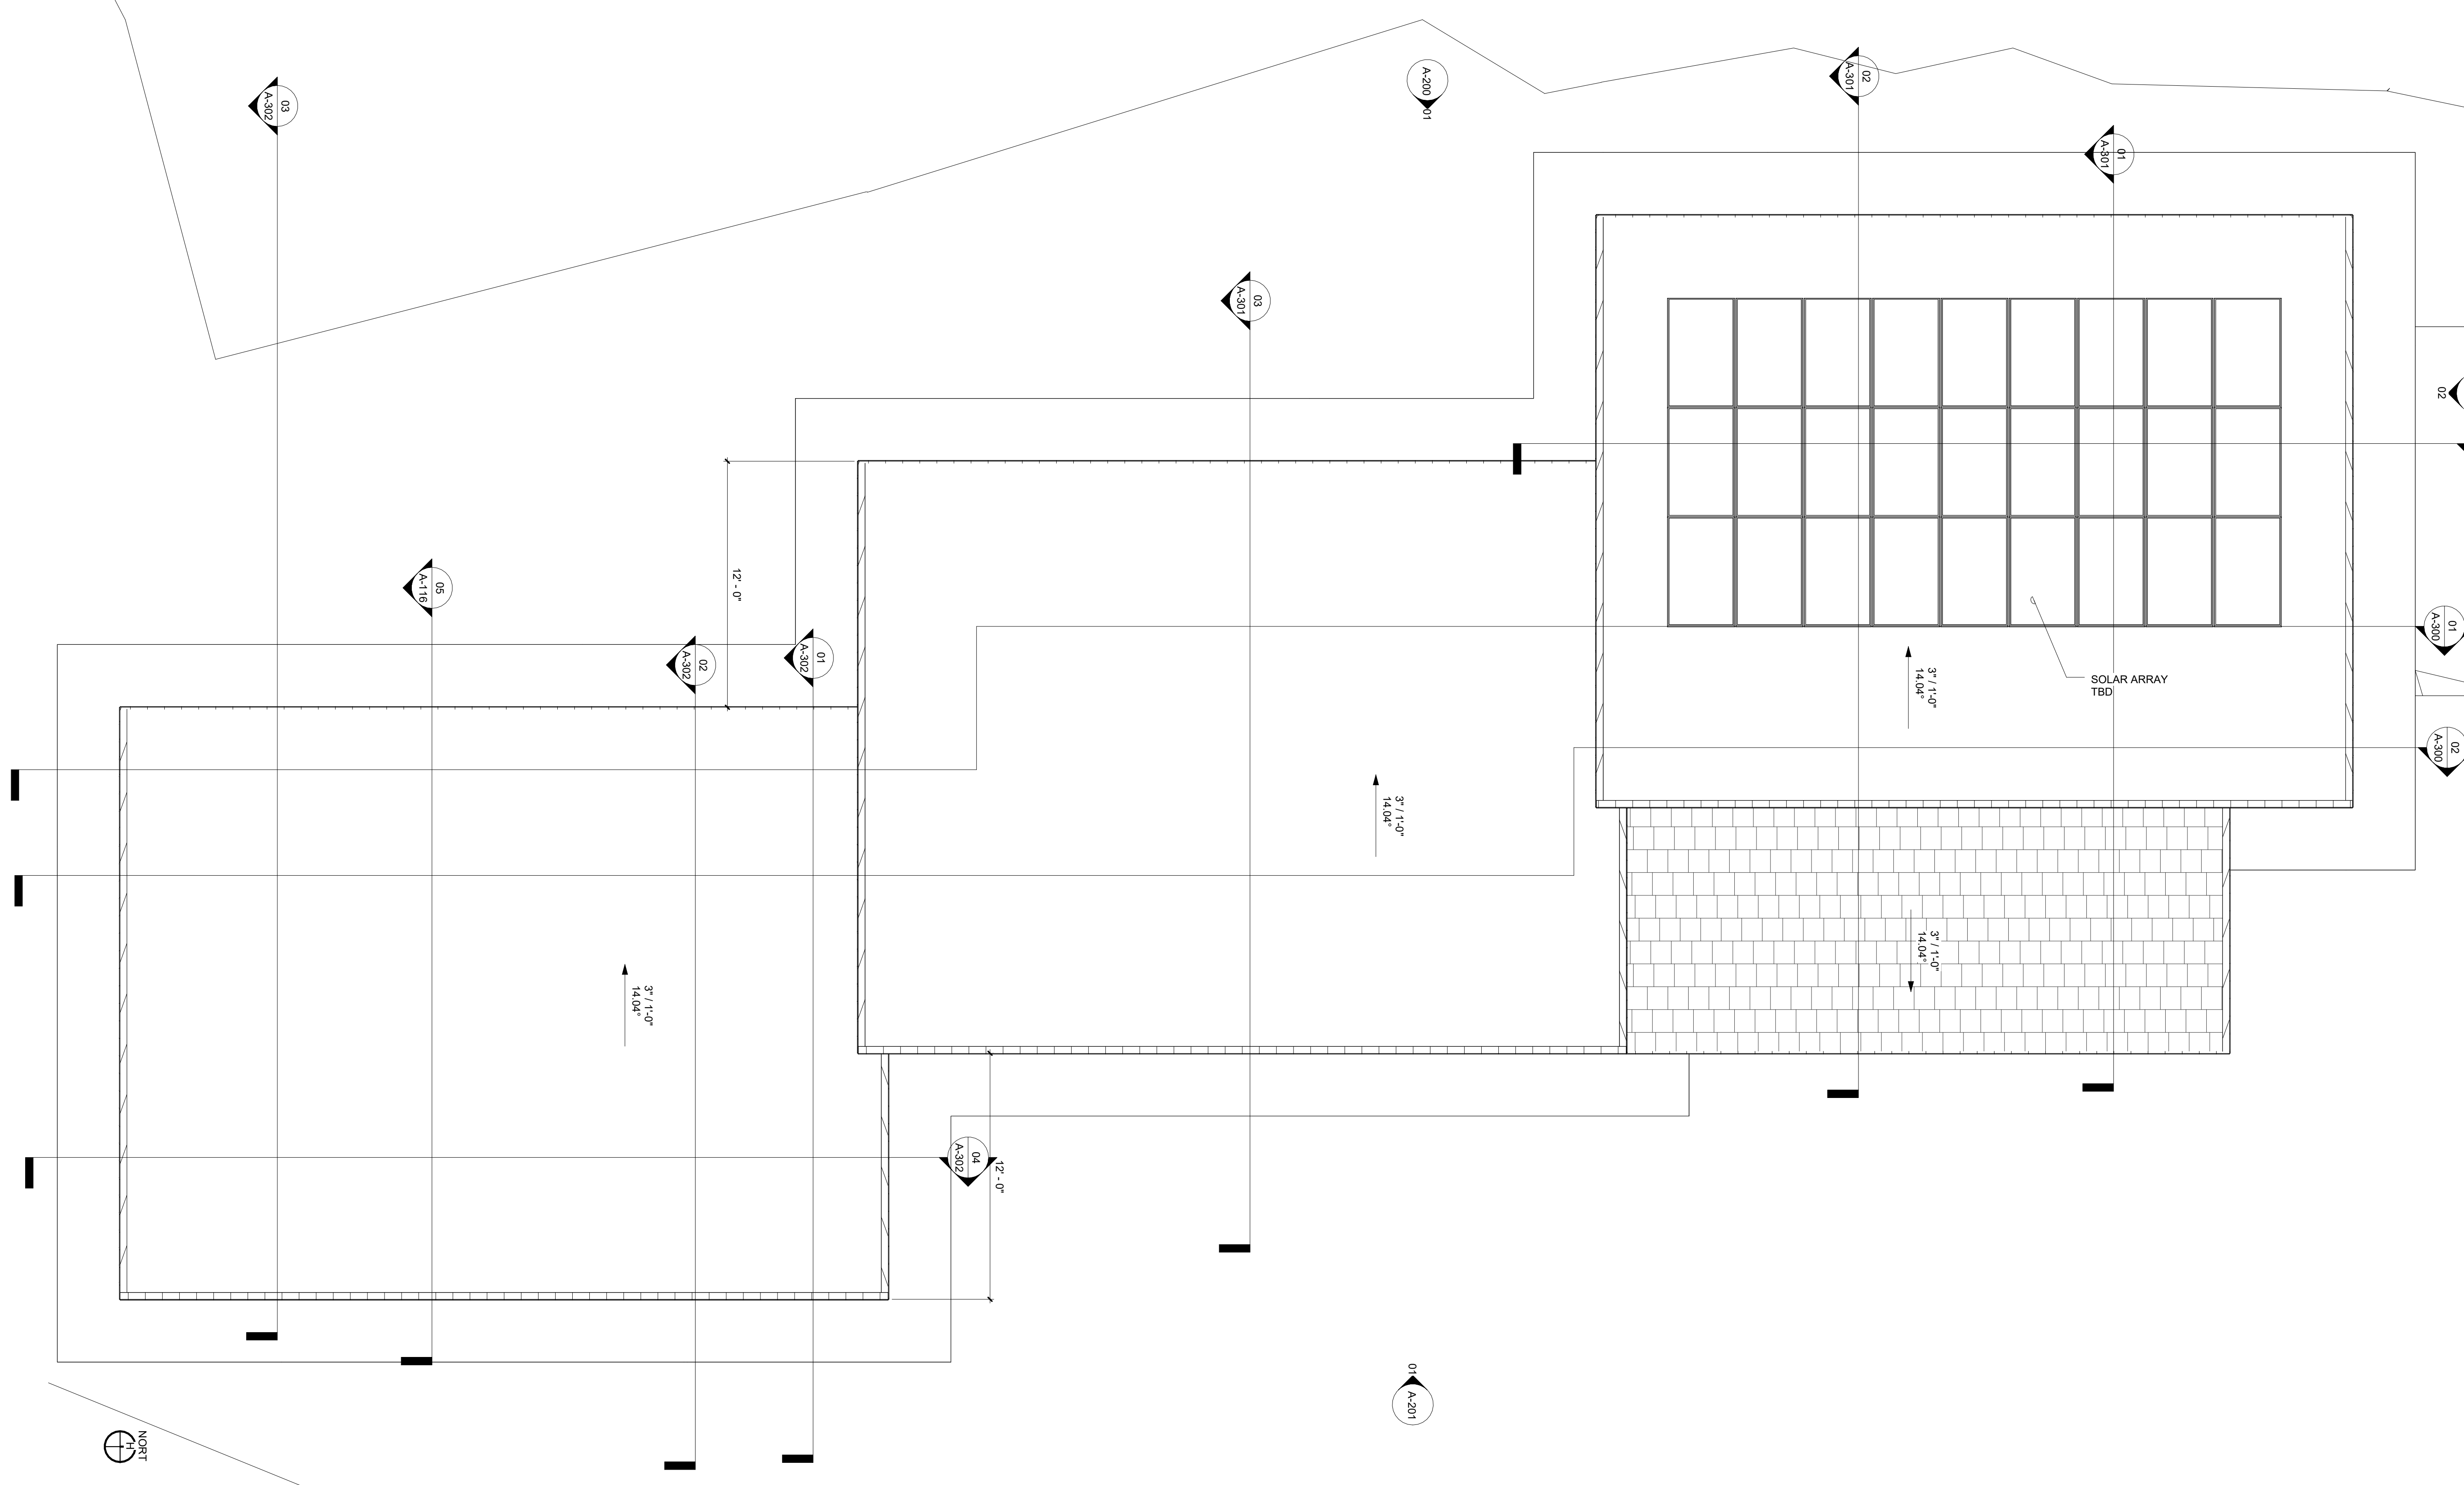 03
A-302
A-200
01
02
A-301
01
A-301
03
A-301
02
05
A-116
12' - 0"
02
A-302
01
A-302
01
A-300
3" / 1'-0"
14.04°
SOLAR ARRAY
TBD
02
A-300
3" / 1'-0"
14.04°
3" / 1'-0"
14.04°
3" / 1'-0"
14.04°
04
A-302
12' - 0"
01
A-201
NORT
H